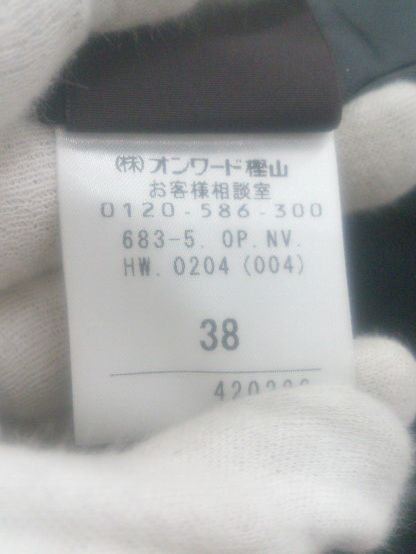 (株)オンワード樫山
お客様相談室
0120-586-300
683-5. OP.NV.
HW. 0204 (004)
38